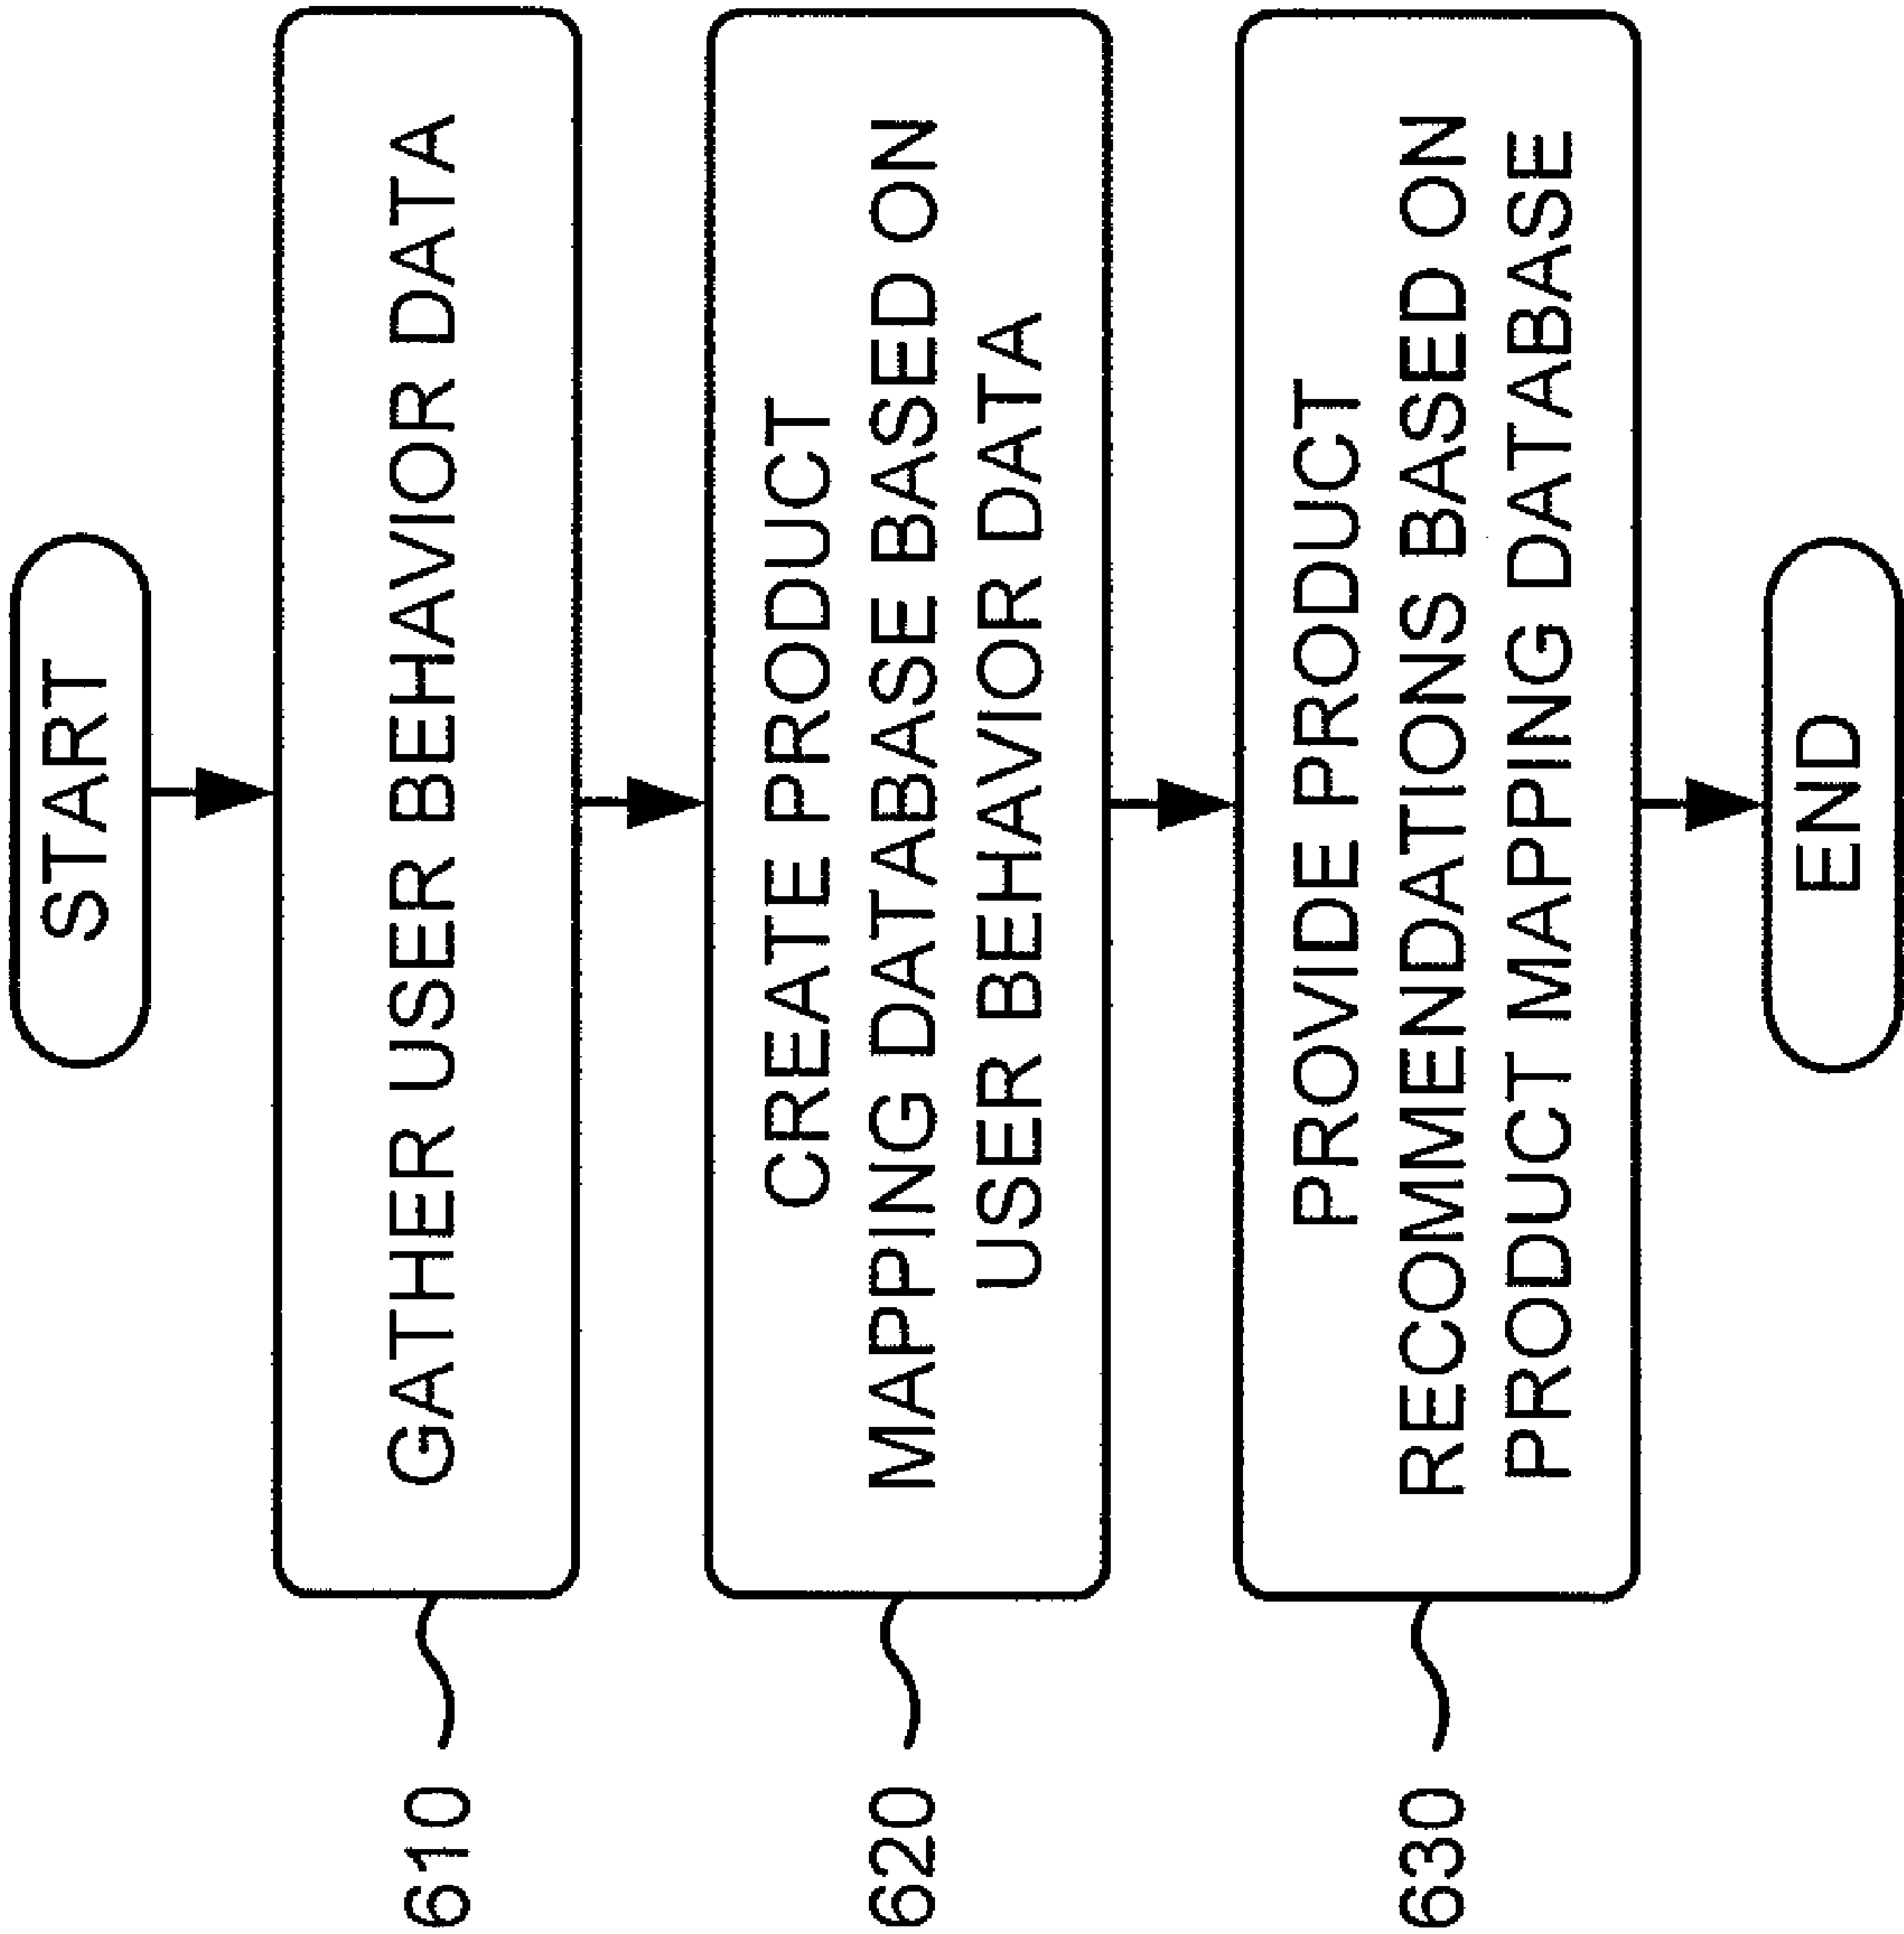 START
610
GATHER USER BEHAVIOR DATA
620
CREATE PRODUCT
MAPPING DATABASE BASED ON
USER BEHAVIOR DATA
630
PROVIDE PRODUCT
RECOMMENDATIONS BASED ON
PRODUCT MAPPING DATABASE
END